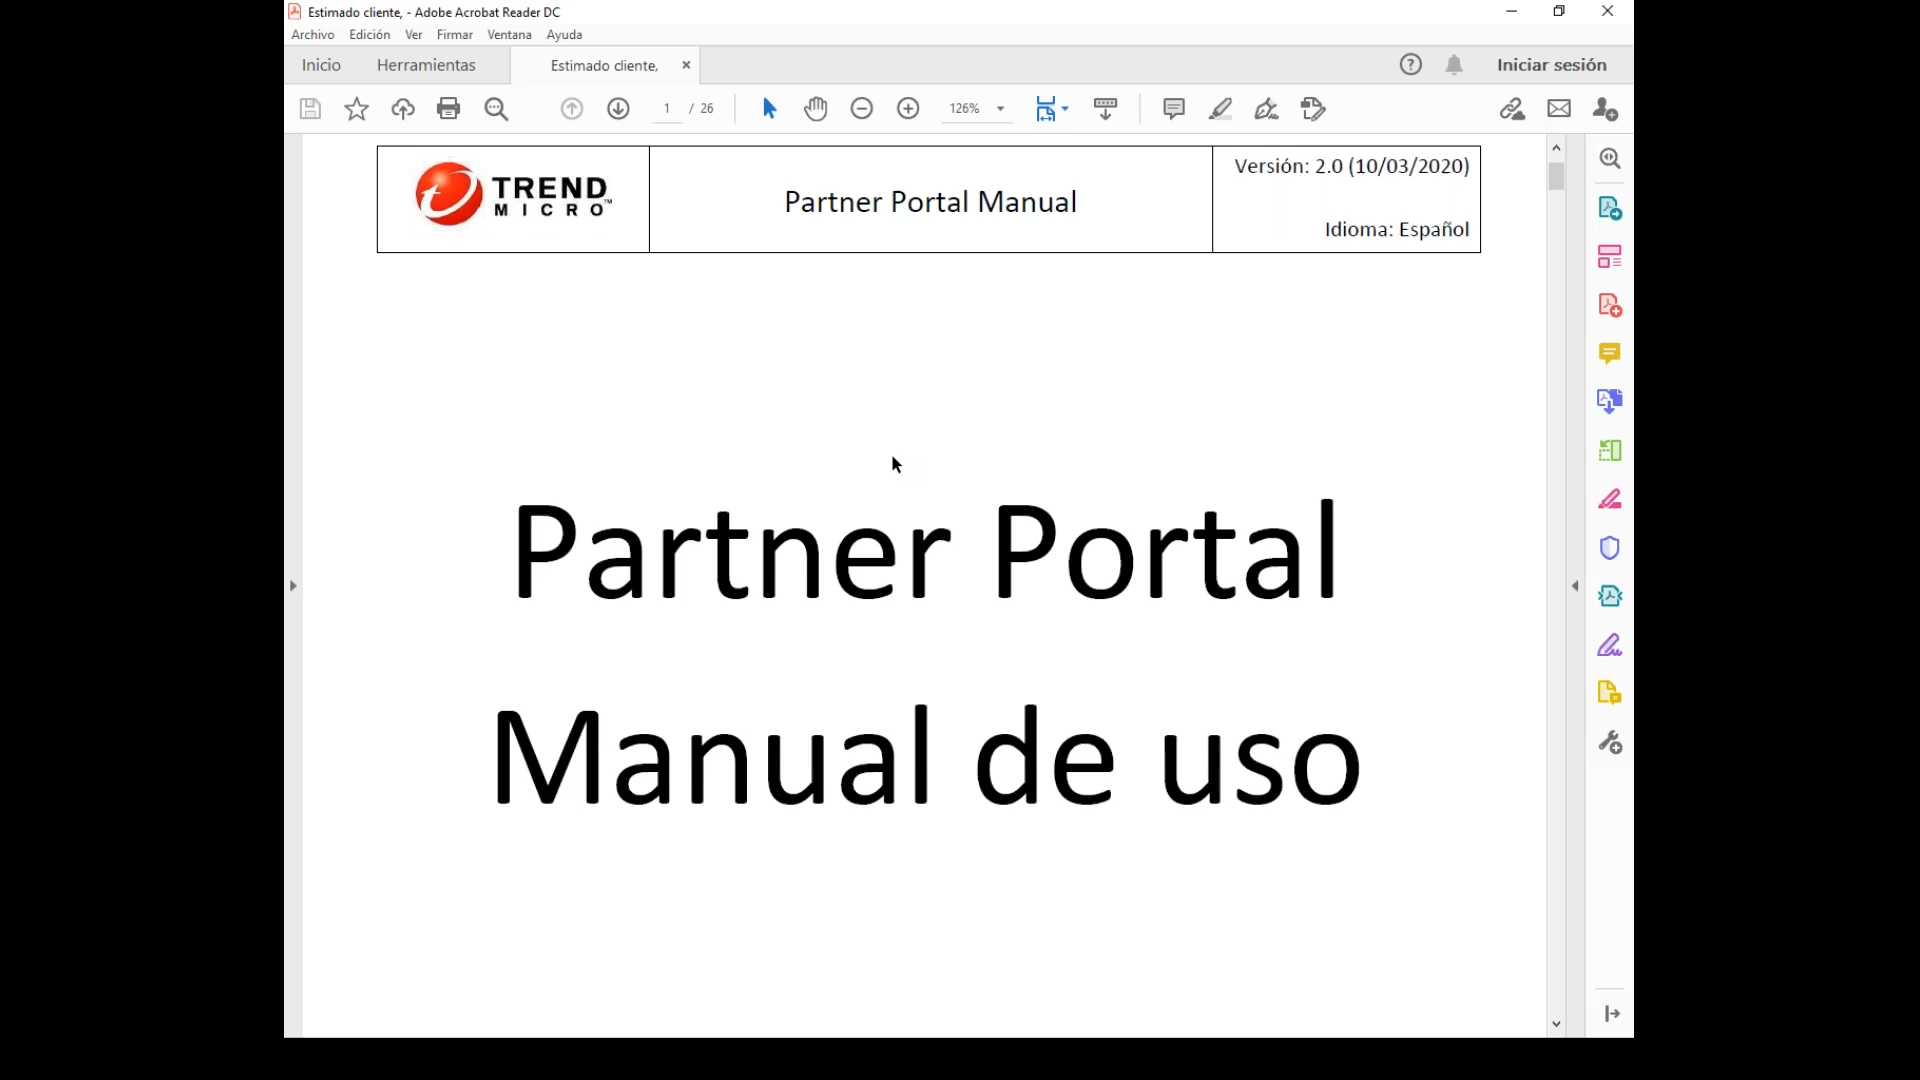 Estimado cliente, - Adobe Acrobat Reader DC
Archivo Edición Ver Firmar Ventana Ayuda
Inicio Herramientas Estimado cliente, Iniciar sesión
1 / 26 126%
TREND MICRO™
Partner Portal Manual
Versión: 2.0 (10/03/2020)
Idioma: Español
Partner Portal
Manual de uso